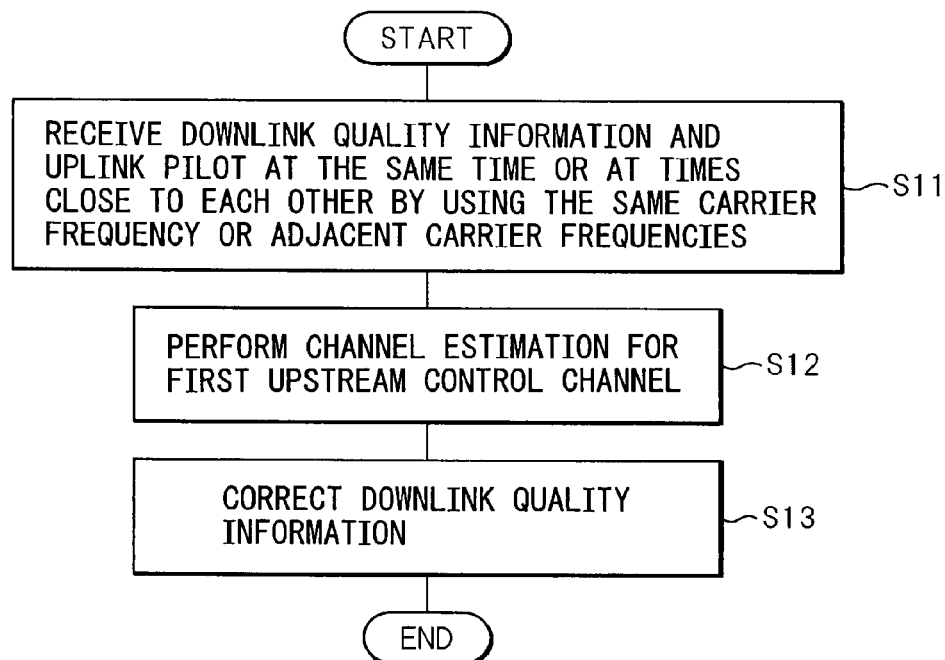 START
RECEIVE DOWNLINK QUALITY INFORMATION AND
UPLINK PILOT AT THE SAME TIME OR AT TIMES
CLOSE TO EACH OTHER BY USING THE SAME CARRIER
FREQUENCY OR ADJACENT CARRIER FREQUENCIES
S11
PERFORM CHANNEL ESTIMATION FOR
FIRST UPSTREAM CONTROL CHANNEL
S12
CORRECT DOWNLINK QUALITY
INFORMATION
S13
END